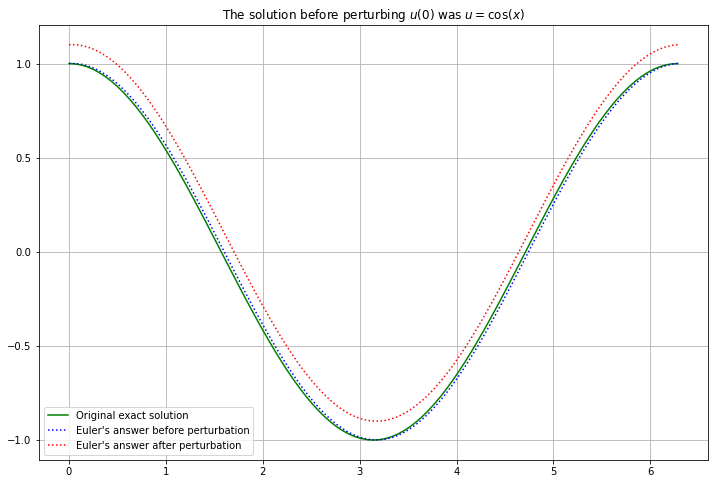 The solution before perturbing u(0) was u = cos(x)
1.0
0.5
0.0
−0.5
−1.0
Original exact solution
Euler's answer before perturbation
Euler's answer after perturbation
0 1 2 3 4 5 6